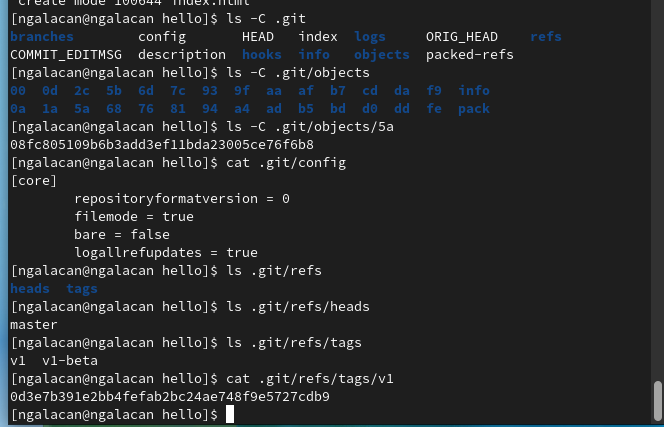 create mode 100644 index.html
[ngalacan@ngalacan hello]$ ls -C .git
branches config HEAD index logs ORIG_HEAD refs
COMMIT_EDITMSG description hooks info objects packed-refs
[ngalacan@ngalacan hello]$ ls -C .git/objects
00 0d 2c 5b 6d 7c 93 9f aa af b7 cd da f9 info
0a 1a 5a 68 76 81 94 a4 ad b5 bd d0 dd fe pack
[ngalacan@ngalacan hello]$ ls -C .git/objects/5a
08fc805109b6b3add3ef11bda23005ce76f6b8
[ngalacan@ngalacan hello]$ cat .git/config
[core]
repositoryformatversion = 0
filemode = true
bare = false
logallrefupdates = true
[ngalacan@ngalacan hello]$ ls .git/refs
heads tags
[ngalacan@ngalacan hello]$ ls .git/refs/heads
master
[ngalacan@ngalacan hello]$ ls .git/refs/tags
v1 v1-beta
[ngalacan@ngalacan hello]$ cat .git/refs/tags/v1
0d3e7b391e2bb4fefab2bc24ae748f9e5727cdb9
[ngalacan@ngalacan hello]$